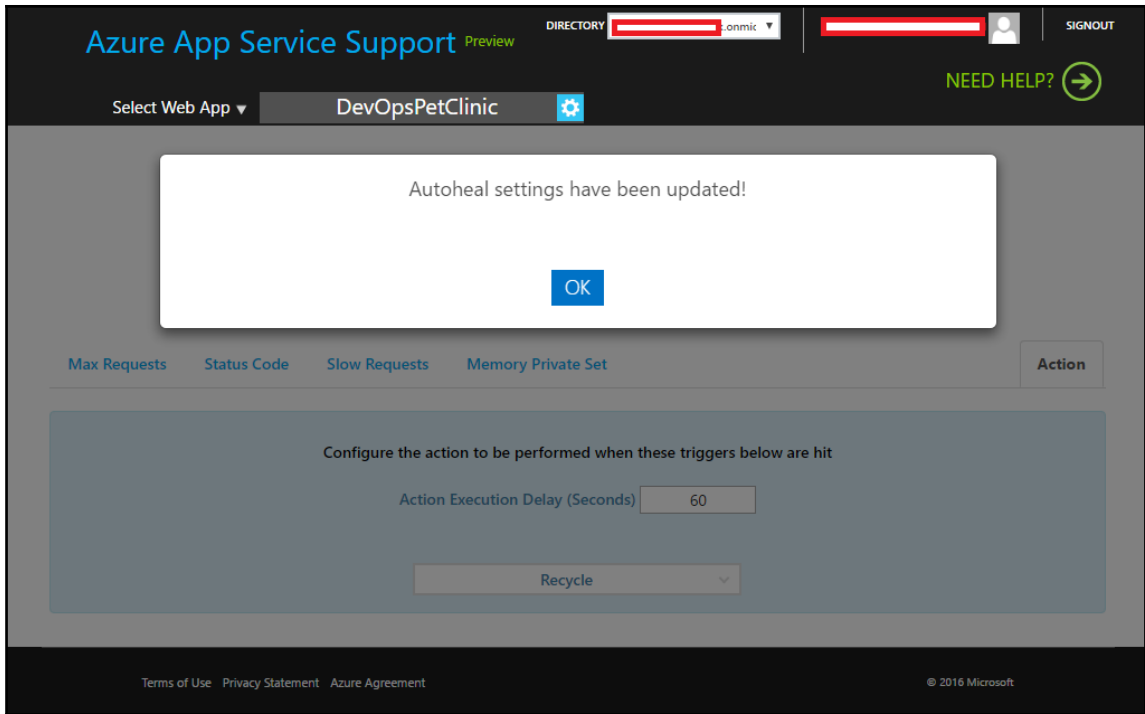 Azure App Service Support Preview
DIRECTORY
.onmic
SIGNOUT
NEED HELP?
Select Web App
DevOpsPetClinic
Autoheal settings have been updated!
OK
Max Requests Status Code Slow Requests Memory Private Set Action
Configure the action to be performed when these triggers below are hit
Action Execution Delay (Seconds) 60
Recycle
Terms of Use Privacy Statement Azure Agreement © 2016 Microsoft